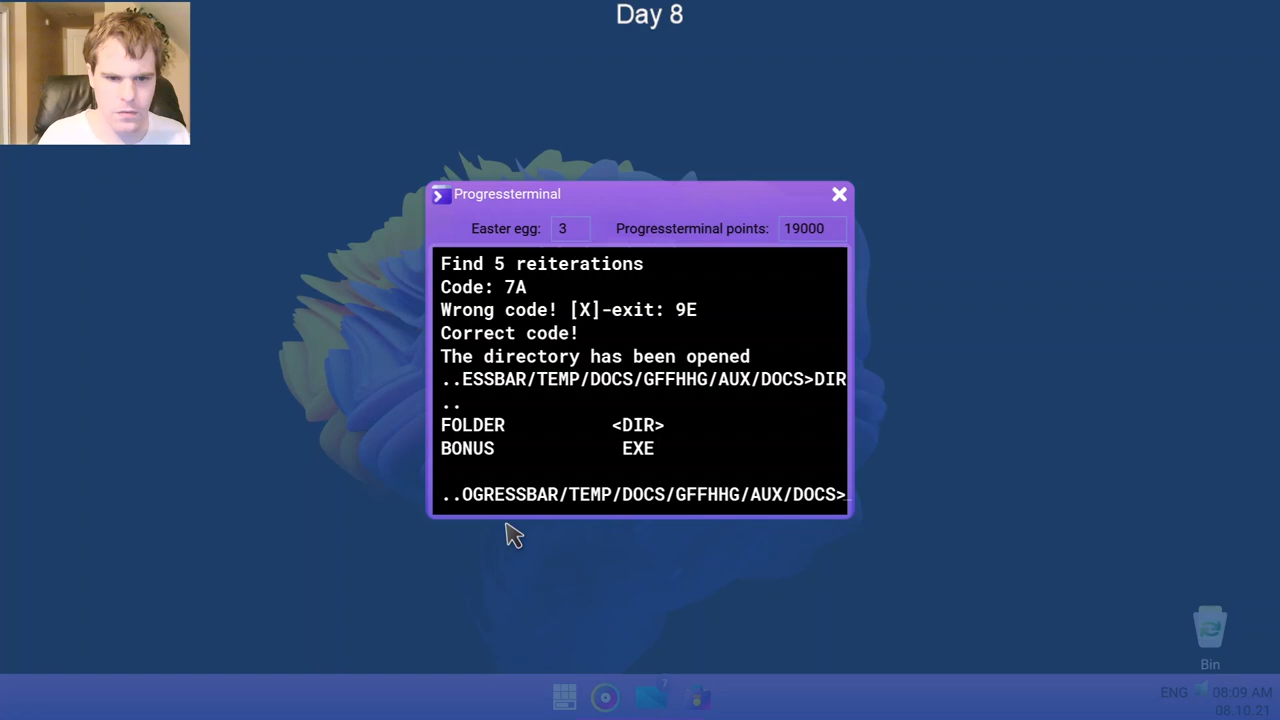 Day 8
Progressterminal
Easter egg: 3 Progressterminal points: 19000
Find 5 reiterations
Code: 7A
Wrong code! [X]-exit: 9E
Correct code!
The directory has been opened
..ESSBAR/TEMP/DOCS/GFFHHG/AUX/DOCS>DIR
..
FOLDER <DIR>
BONUS EXE
..OGRESSBAR/TEMP/DOCS/GFFHHG/AUX/DOCS>_
Bin
7
ENG 08:09 AM
08.10.21